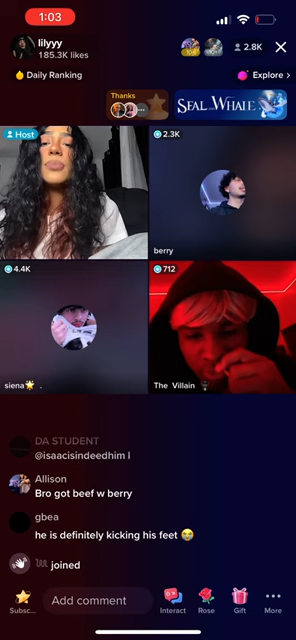 1:03
lilyyy
185.3K likes
2.8K
Daily Ranking
Explore >
Thanks
SEAL THE WHALE
Host
2.3K
berry
4.4K
712
siena🌟 .
The Villain
DA STUDENT
@isaacisindeedhim I
Allison
Bro got beef w berry
gbea
he is definitely kicking his feet 😭
joined
Add comment
Subsc...
Interact
Rose
Gift
More